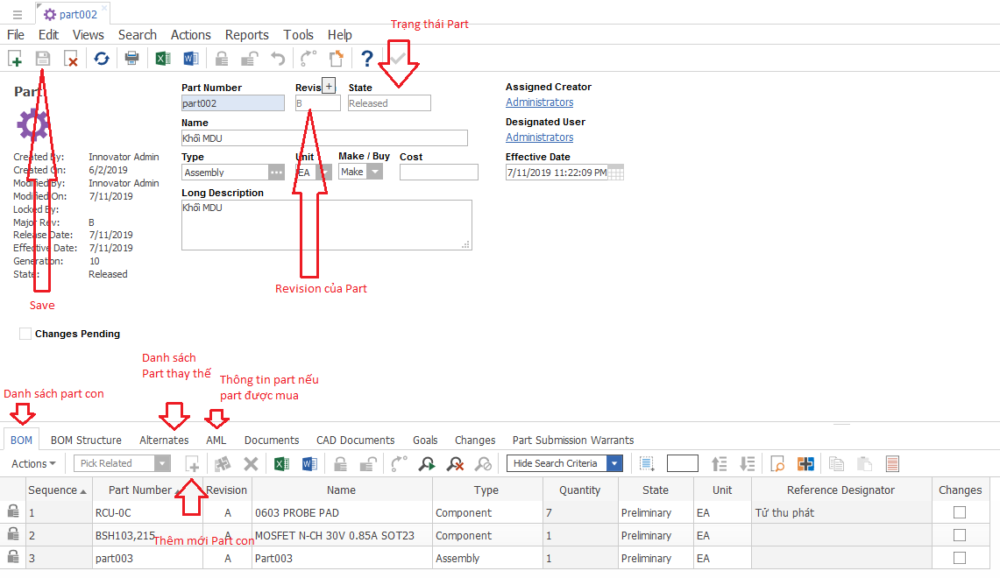 part002
File Edit Views Search Actions Reports Tools Help
Trạng thái Part
Part
Part Number Revis State
part002 B Released
Name
Khối MDU
Type Unit Make / Buy Cost
Assembly EA Make
Long Description
Khối MDU
Assigned Creator
Administrators
Designated User
Administrators
Effective Date
7/11/2019 11:22:09 PM
Created By: Innovator Admin
Created On: 6/2/2019
Modified By: Innovator Admin
Modified On: 7/11/2019
Locked By:
Major Rev: B
Release Date: 7/11/2019
Effective Date: 7/11/2019
Generation: 10
State: Released
Revision của Part
Save
Changes Pending
Danh sách
Part thay thế
Thông tin part nếu
part được mua
Danh sách part con
BOM BOM Structure Alternates AML Documents CAD Documents Goals Changes Part Submission Warrants
Actions Pick Related Hide Search Criteria
Sequence Part Number Revision Name Type Quantity State Unit Reference Designator Changes
1 RCU-0C A 0603 PROBE PAD Component 7 Preliminary EA Tử thu phát
2 BSH103,215 A MOSFET N-CH 30V 0.85A SOT23 Component 1 Preliminary EA
Thêm mới Part con
3 part003 A Part003 Assembly 1 Preliminary EA